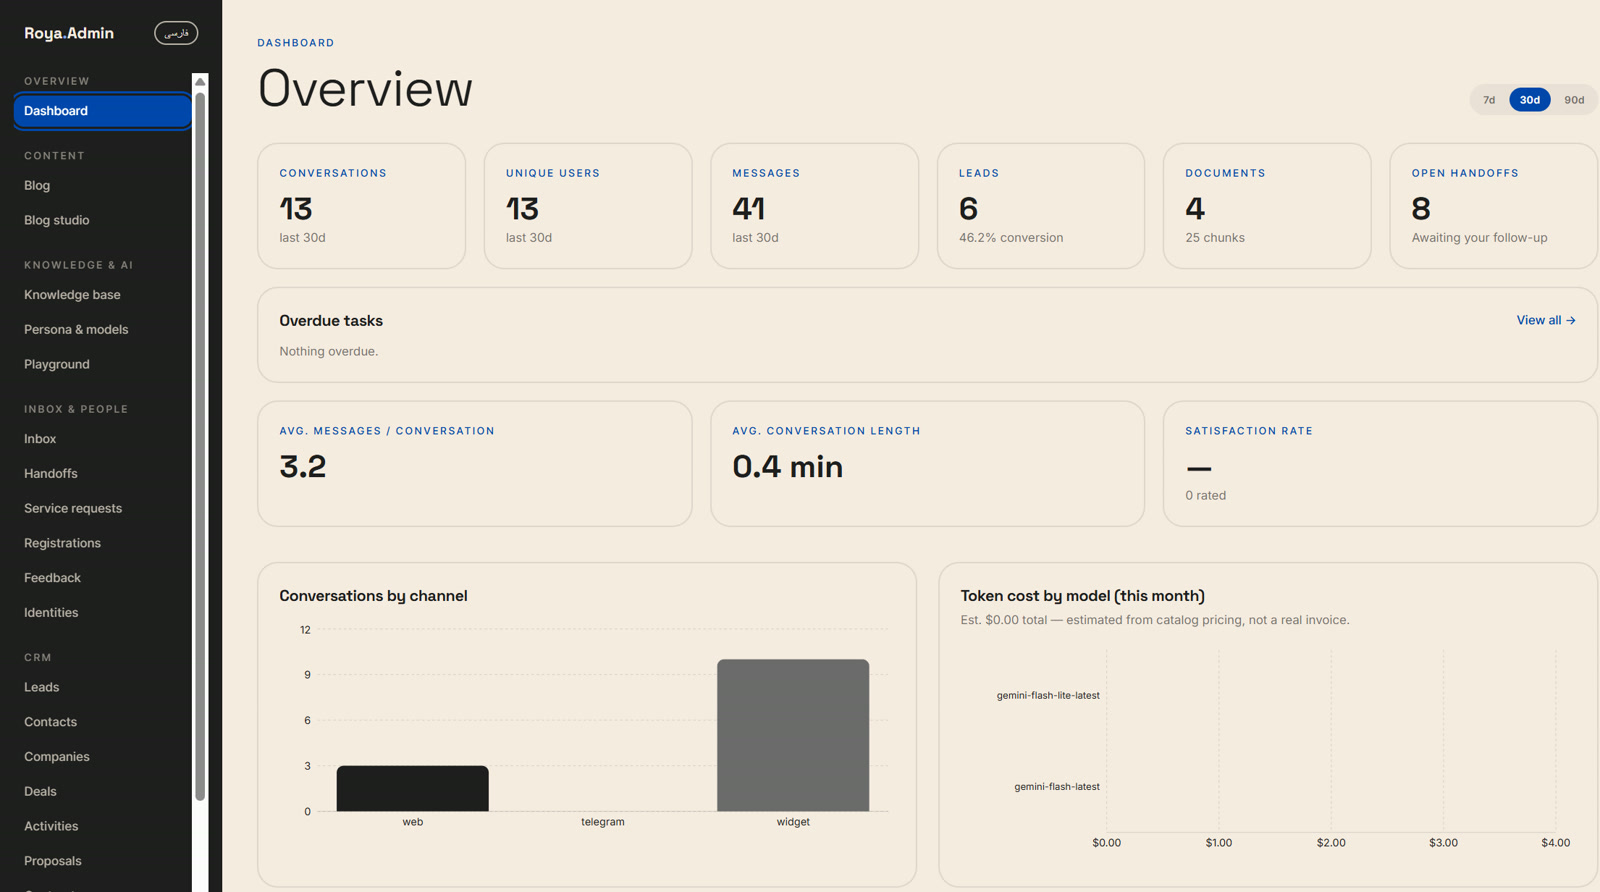 Roya.Admin
فارسی
OVERVIEW
Dashboard
CONTENT
Blog
Blog studio
KNOWLEDGE & AI
Knowledge base
Persona & models
Playground
INBOX & PEOPLE
Inbox
Handoffs
Service requests
Registrations
Feedback
Identities
CRM
Leads
Contacts
Companies
Deals
Activities
Proposals
DASHBOARD
Overview
7d 30d 90d
CONVERSATIONS
13
last 30d
UNIQUE USERS
13
last 30d
MESSAGES
41
last 30d
LEADS
6
46.2% conversion
DOCUMENTS
4
25 chunks
OPEN HANDOFFS
8
Awaiting your follow-up
Overdue tasks
View all →
Nothing overdue.
AVG. MESSAGES / CONVERSATION
3.2
AVG. CONVERSATION LENGTH
0.4 min
SATISFACTION RATE
—
0 rated
Conversations by channel
12
9
6
3
0
web telegram widget
Token cost by model (this month)
Est. $0.00 total — estimated from catalog pricing, not a real invoice.
gemini-flash-lite-latest
gemini-flash-latest
$0.00 $1.00 $2.00 $3.00 $4.00